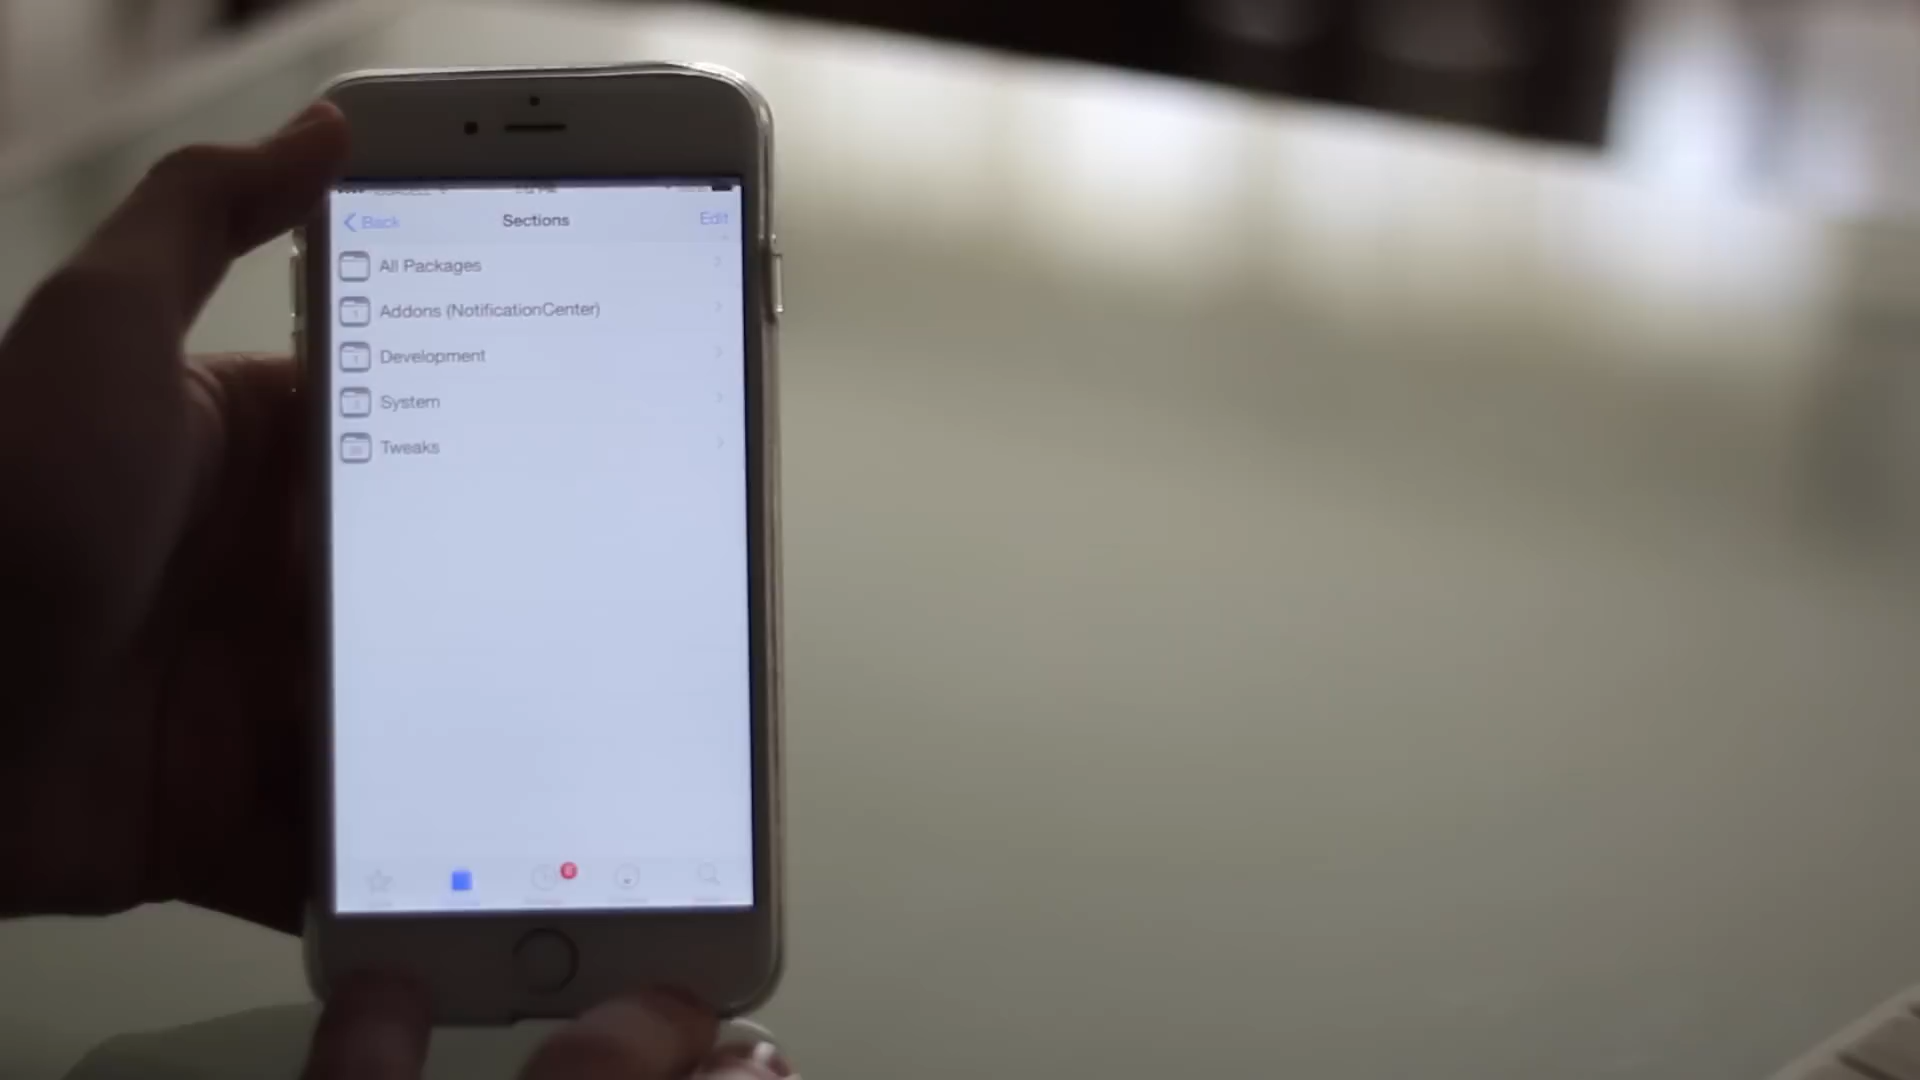 Back Sections Edit
All Packages
Addons (NotificationCenter)
Development
System
Tweaks